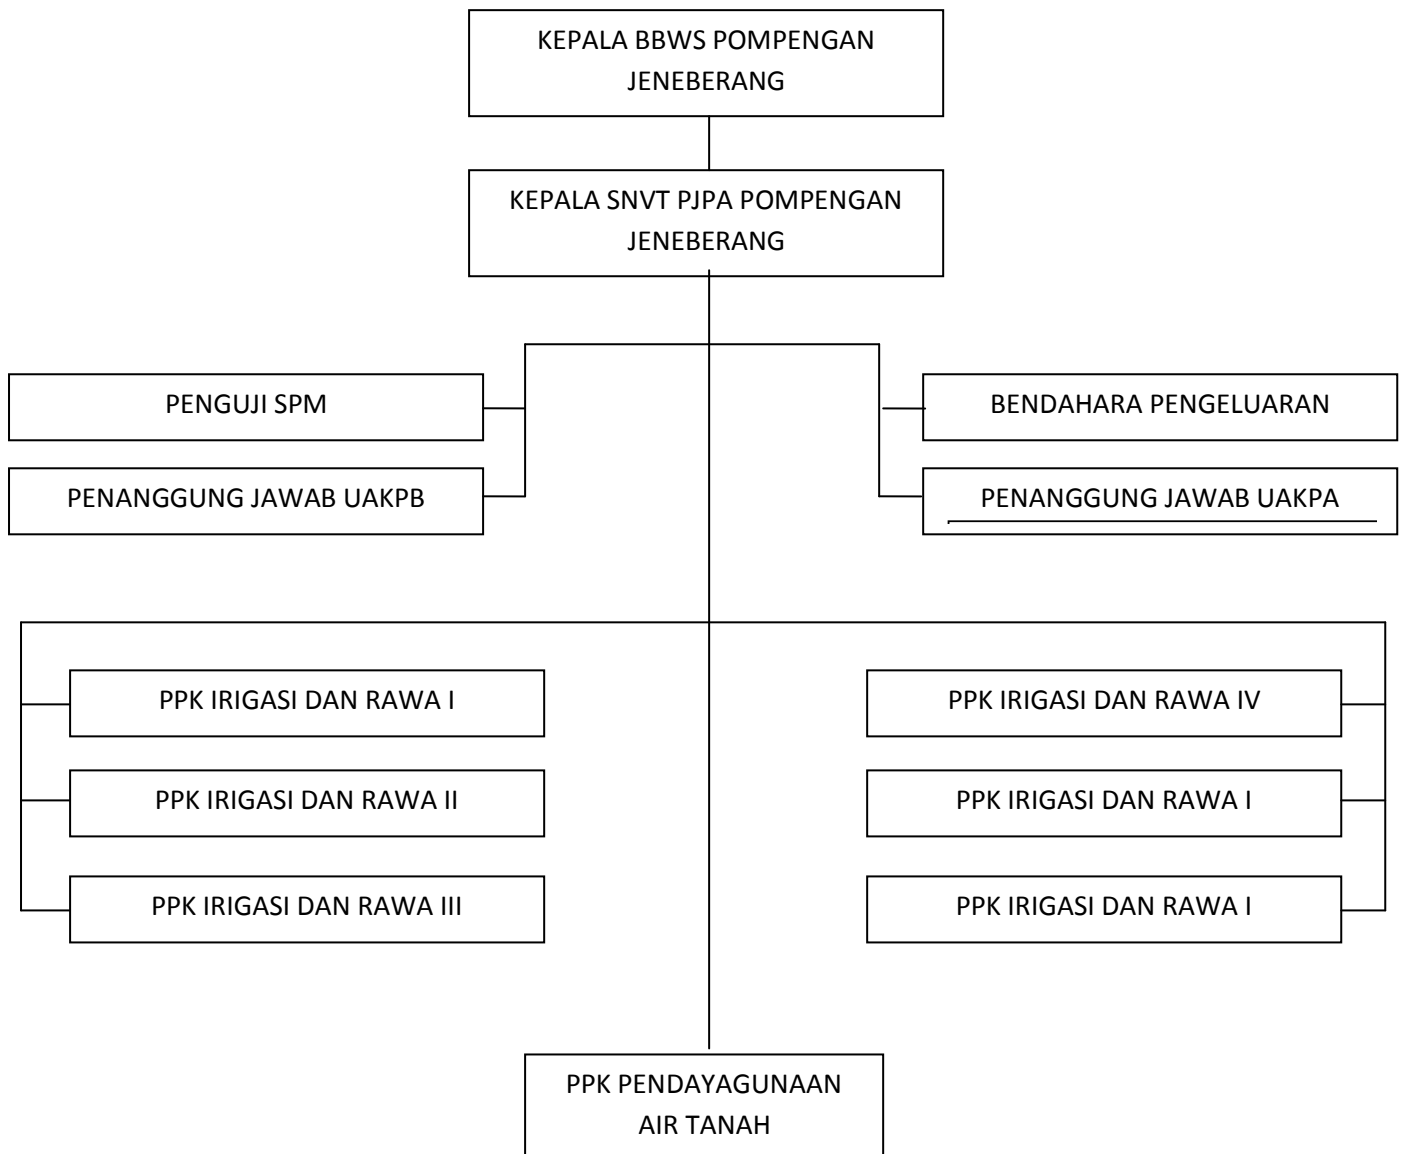 KEPALA BBWS POMPENGAN
JENEBERANG
KEPALA SNVT PJPA POMPENGAN
JENEBERANG
PENGUJI SPM
BENDAHARA PENGELUARAN
PENANGGUNG JAWAB UAKPB
PENANGGUNG JAWAB UAKPA
PPK IRIGASI DAN RAWA I
PPK IRIGASI DAN RAWA IV
PPK IRIGASI DAN RAWA II
PPK IRIGASI DAN RAWA I
PPK IRIGASI DAN RAWA III
PPK IRIGASI DAN RAWA I
PPK PENDAYAGUNAAN
AIR TANAH